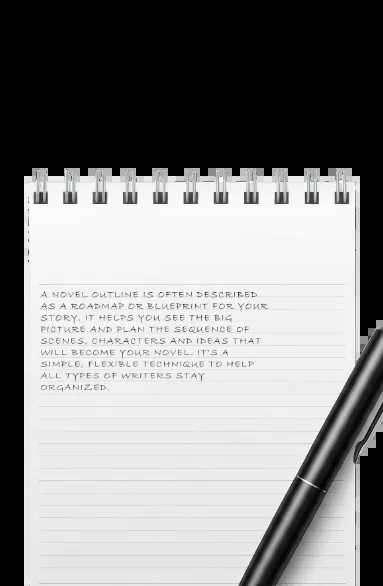 A NOVEL OUTLINE IS OFTEN DESCRIBED
AS A ROADMAP OR BLUEPRINT FOR YOUR
STORY. IT HELPS YOU SEE THE BIG
PICTURE AND PLAN THE SEQUENCE OF
SCENES, CHARACTERS AND IDEAS THAT
WILL BECOME YOUR NOVEL. IT'S A
SIMPLE, FLEXIBLE TECHNIQUE TO HELP
ALL TYPES OF WRITERS STAY
ORGANIZED.